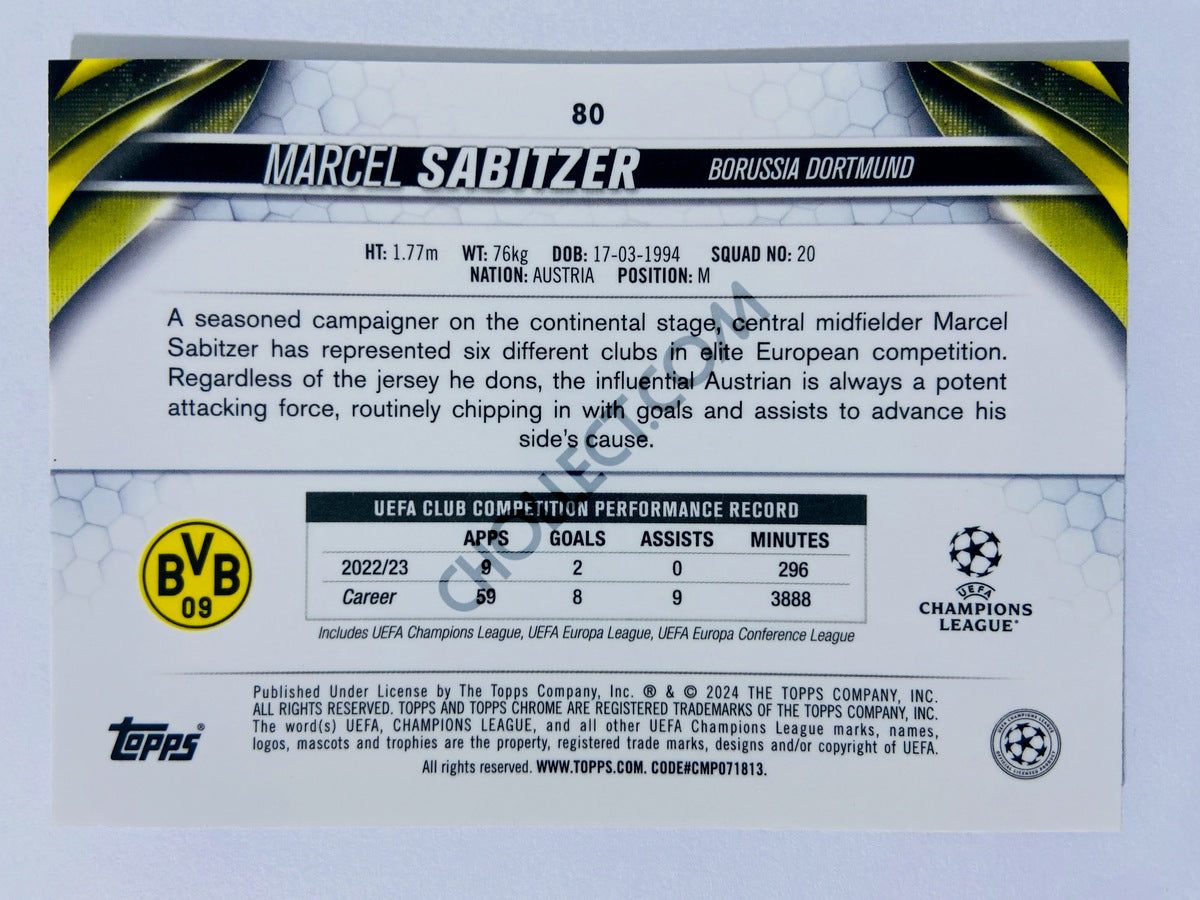 80
MARCEL SABITZER BORUSSIA DORTMUND
HT: 1.77m WT: 76kg DOB: 17-03-1994 SQUAD NO: 20
NATION: AUSTRIA POSITION: M
A seasoned campaigner on the continental stage, central midfielder Marcel
Sabitzer has represented six different clubs in elite European competition.
Regardless of the jersey he dons, the influential Austrian is always a potent
attacking force, routinely chipping in with goals and assists to advance his
side's cause.
CHOLLECT.COM
UEFA CLUB COMPETITION PERFORMANCE RECORD
APPS GOALS ASSISTS MINUTES
2022/23 9 2 0 296
Career 59 8 9 3888
Includes UEFA Champions League, UEFA Europa League, UEFA Europa Conference League
BVB
09
UEFA
CHAMPIONS
LEAGUE®
Published Under License by The Topps Company, Inc. ® & © 2024 THE TOPPS COMPANY, INC.
ALL RIGHTS RESERVED. TOPPS AND TOPPS CHROME ARE REGISTERED TRADEMARKS OF THE TOPPS COMPANY, INC.
The word(s) UEFA, CHAMPIONS LEAGUE, and all other UEFA Champions League marks, names,
logos, mascots and trophies are the property, registered trade marks, designs and/or copyright of UEFA.
All rights reserved. WWW.TOPPS.COM. CODE#CMP071813.
Topps®
UEFA CHAMPIONS LEAGUE
OFFICIAL LICENSED PRODUCT